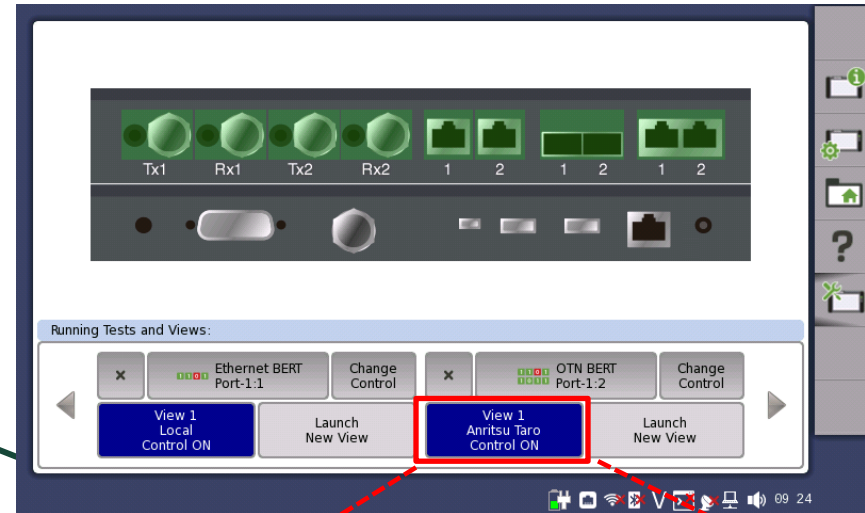 Tx1 Rx1 Tx2 Rx2 1 2 1 2 1 2
Running Tests and Views:
× Ethernet BERT Port-1:1 Change Control × OTN BERT Port-1:2 Change Control
View 1
Local
Control ON
Launch
New View
View 1
Anritsu Taro
Control ON
Launch
New View
09 24